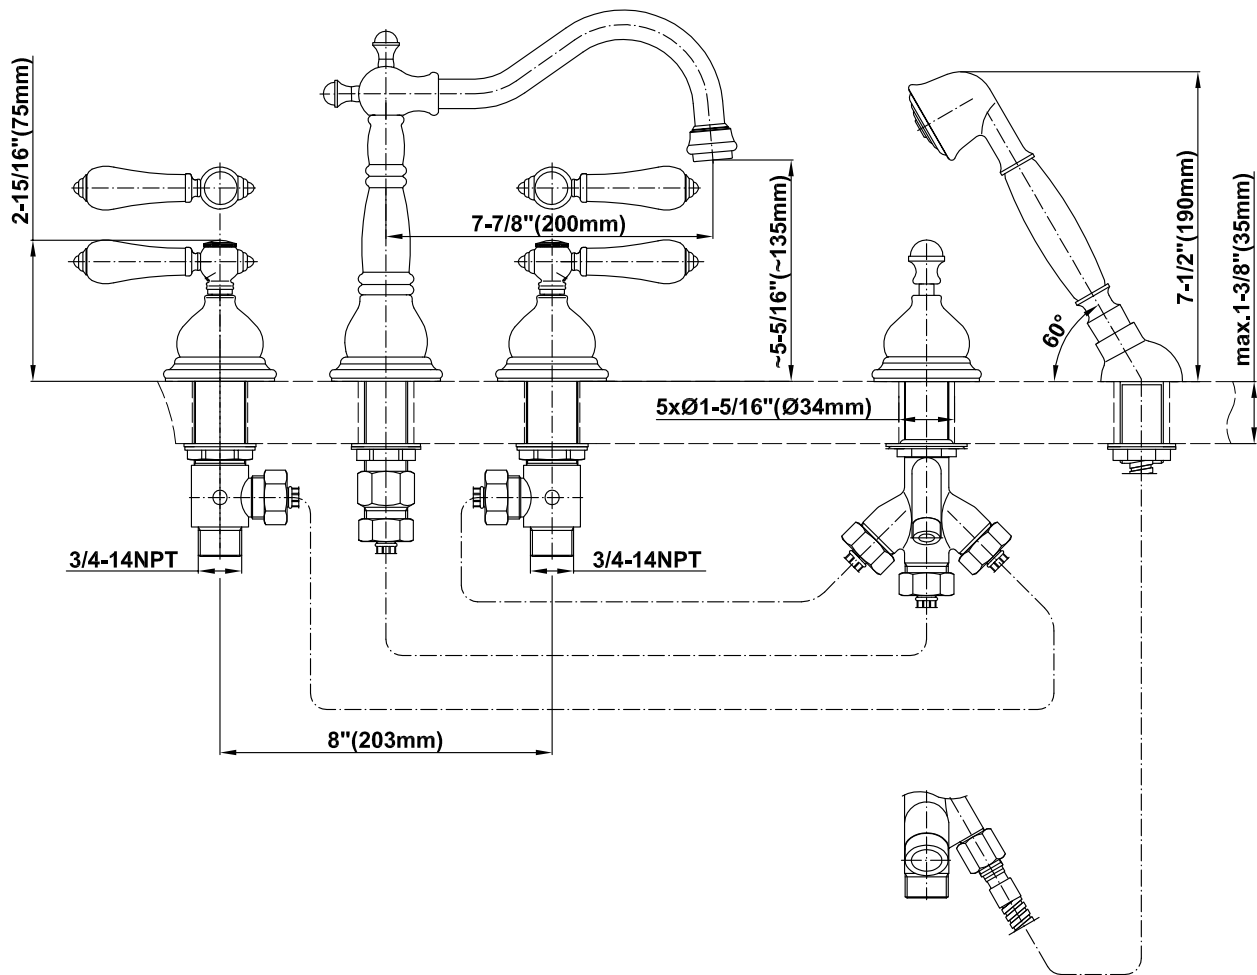 2-15/16"(75mm)
7-7/8"(200mm)
~5-5/16"(~135mm)
7-1/2"(190mm)
max.1-3/8"(35mm)
60°
5xØ1-5/16"(Ø34mm)
3/4-14NPT
3/4-14NPT
8"(203mm)